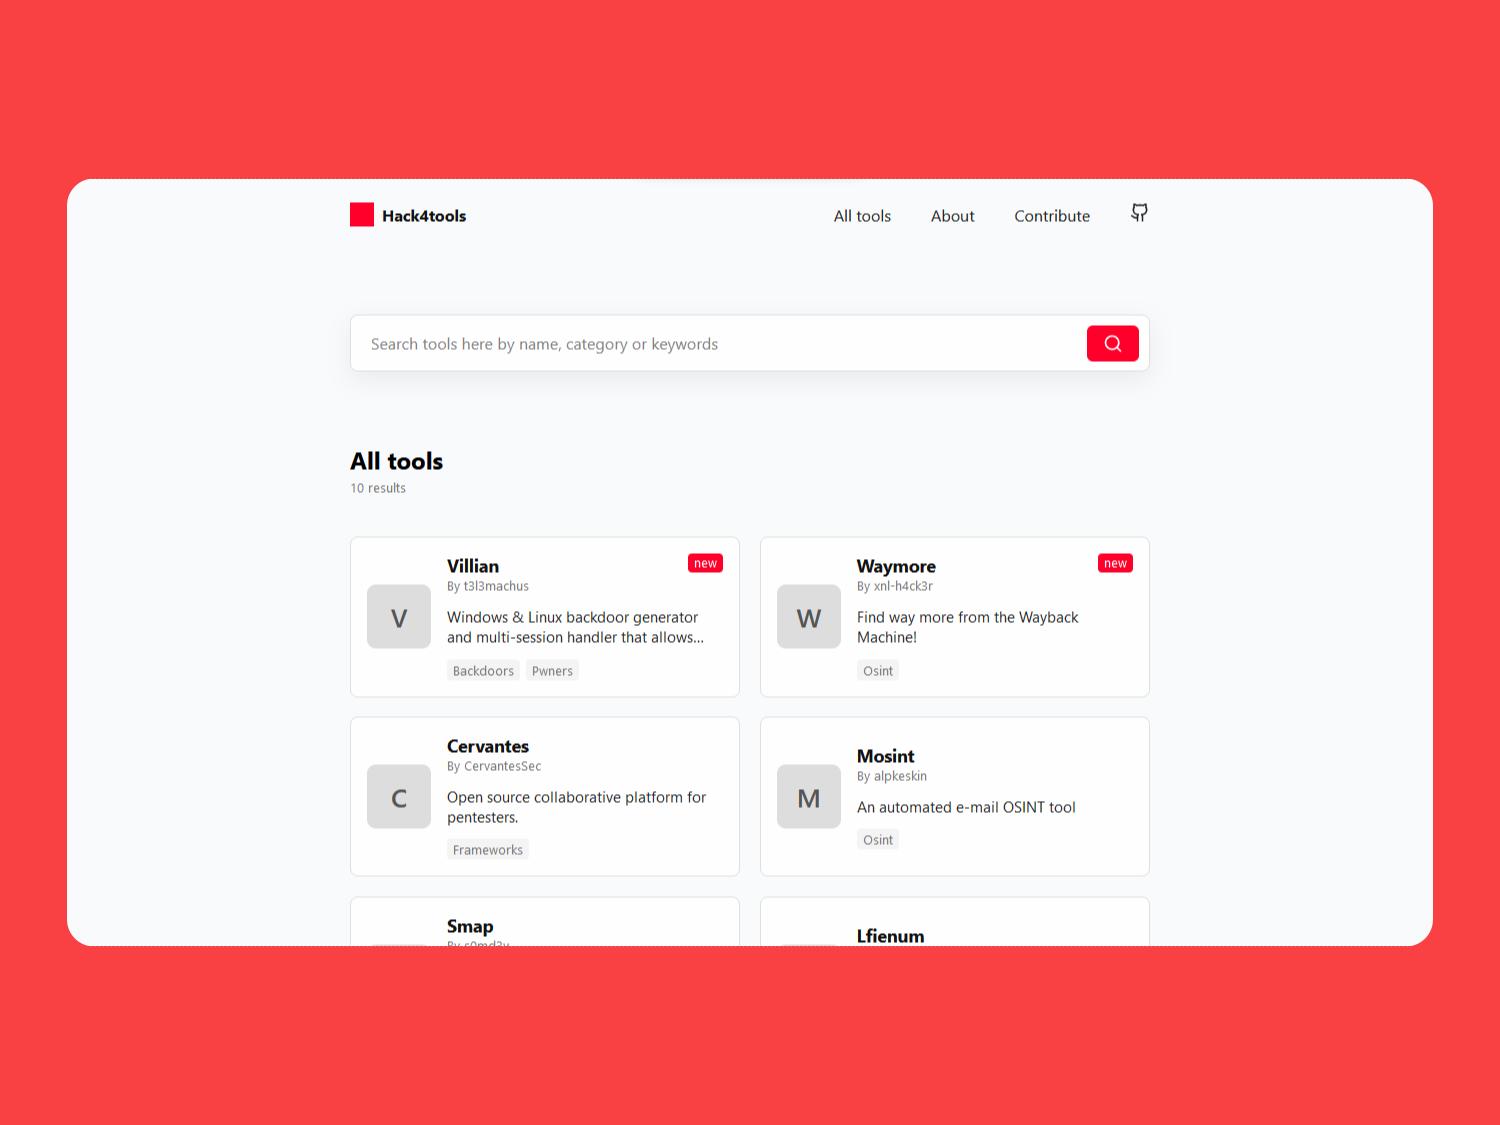 Hack4tools
All tools
About
Contribute
Search tools here by name, category or keywords
All tools
10 results
Villian
new
By t3l3machus
V
Windows & Linux backdoor generator
and multi-session handler that allows...
Backdoors
Pwners
Waymore
new
By xnl-h4ck3r
W
Find way more from the Wayback
Machine!
Osint
Cervantes
By CervantesSec
C
Open source collaborative platform for
pentesters.
Frameworks
Mosint
By alpkeskin
M
An automated e-mail OSINT tool
Osint
Smap
By s0md3v
Lfienum